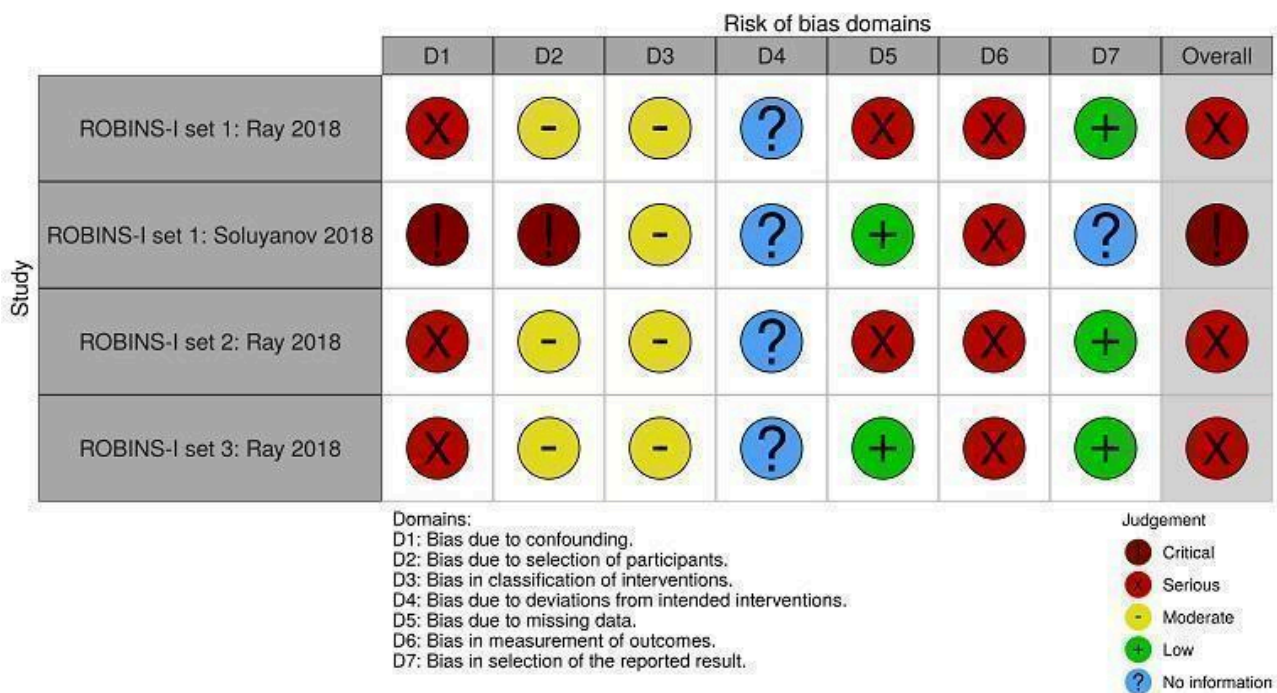 Risk of bias domains
D1 D2 D3 D4 D5 D6 D7 Overall
Study
ROBINS-I set 1: Ray 2018 X - - ? X X + X
ROBINS-I set 1: Soluyanov 2018 ! ! - ? + X ? !
ROBINS-I set 2: Ray 2018 X - - ? X X + X
ROBINS-I set 3: Ray 2018 X - - ? + X + X
Domains:
D1: Bias due to confounding.
D2: Bias due to selection of participants.
D3: Bias in classification of interventions.
D4: Bias due to deviations from intended interventions.
D5: Bias due to missing data.
D6: Bias in measurement of outcomes.
D7: Bias in selection of the reported result.
Judgement
! Critical
X Serious
- Moderate
+ Low
? No information